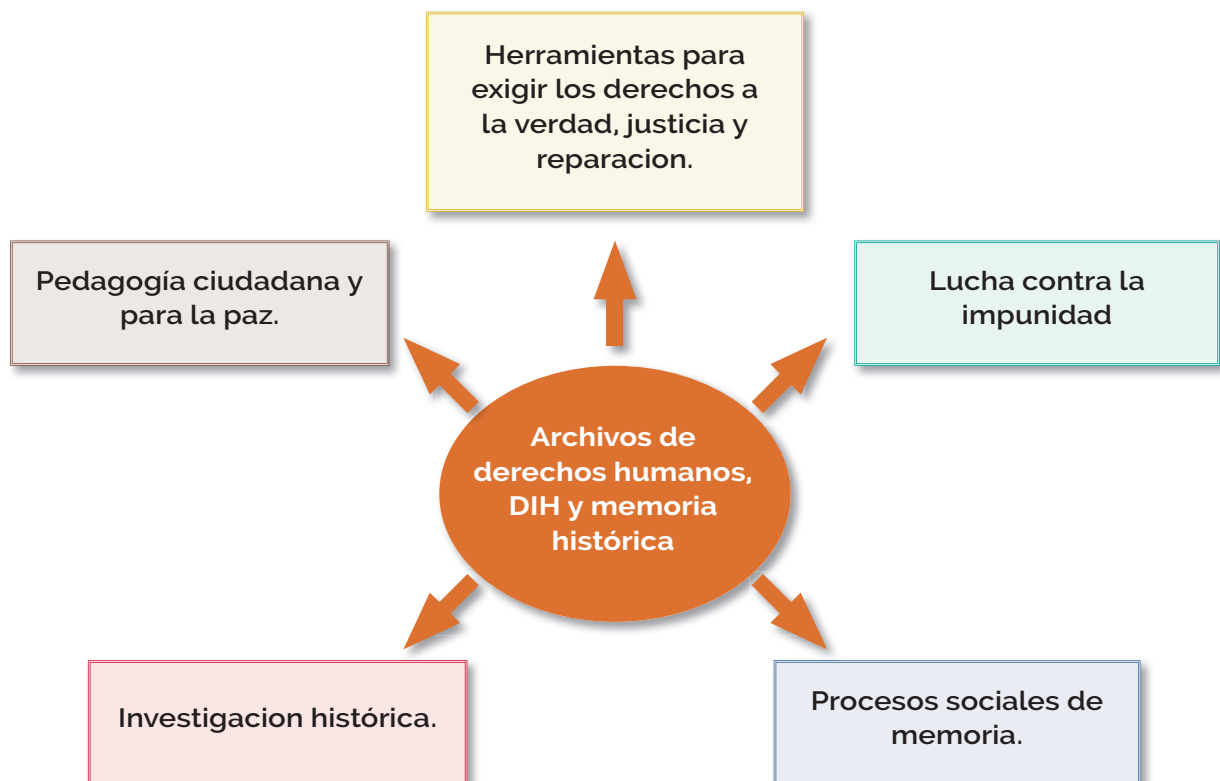 Herramientas para
exigir los derechos a
la verdad, justicia y
reparacion.
Pedagogía ciudadana y
para la paz.
Lucha contra la
impunidad
Archivos de
derechos humanos,
DIH y memoria
histórica
Investigacion histórica.
Procesos sociales de
memoria.